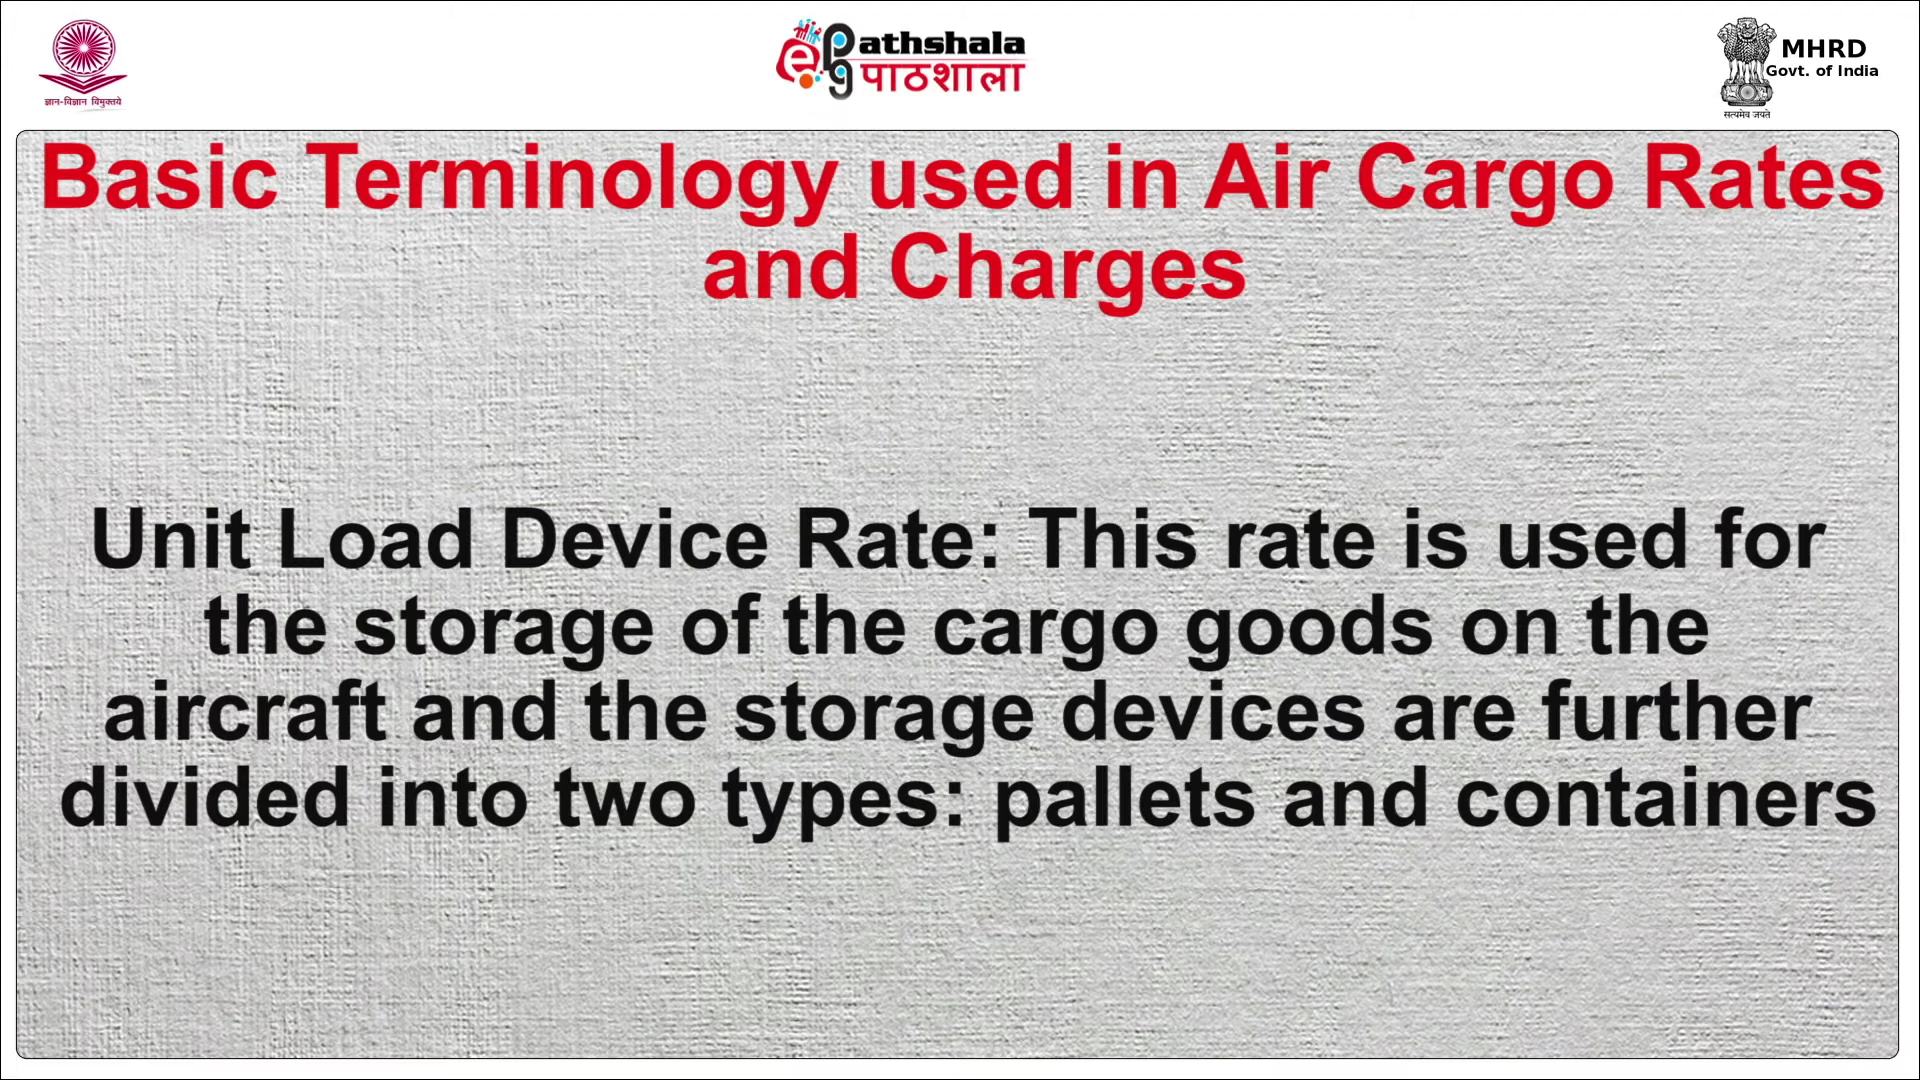 ज्ञान-विज्ञान विमुक्तये
ePG Pathshala
पाठशाला
MHRD
Govt. of India
सत्यमेव जयते
Basic Terminology used in Air Cargo Rates
and Charges
Unit Load Device Rate: This rate is used for
the storage of the cargo goods on the
aircraft and the storage devices are further
divided into two types: pallets and containers